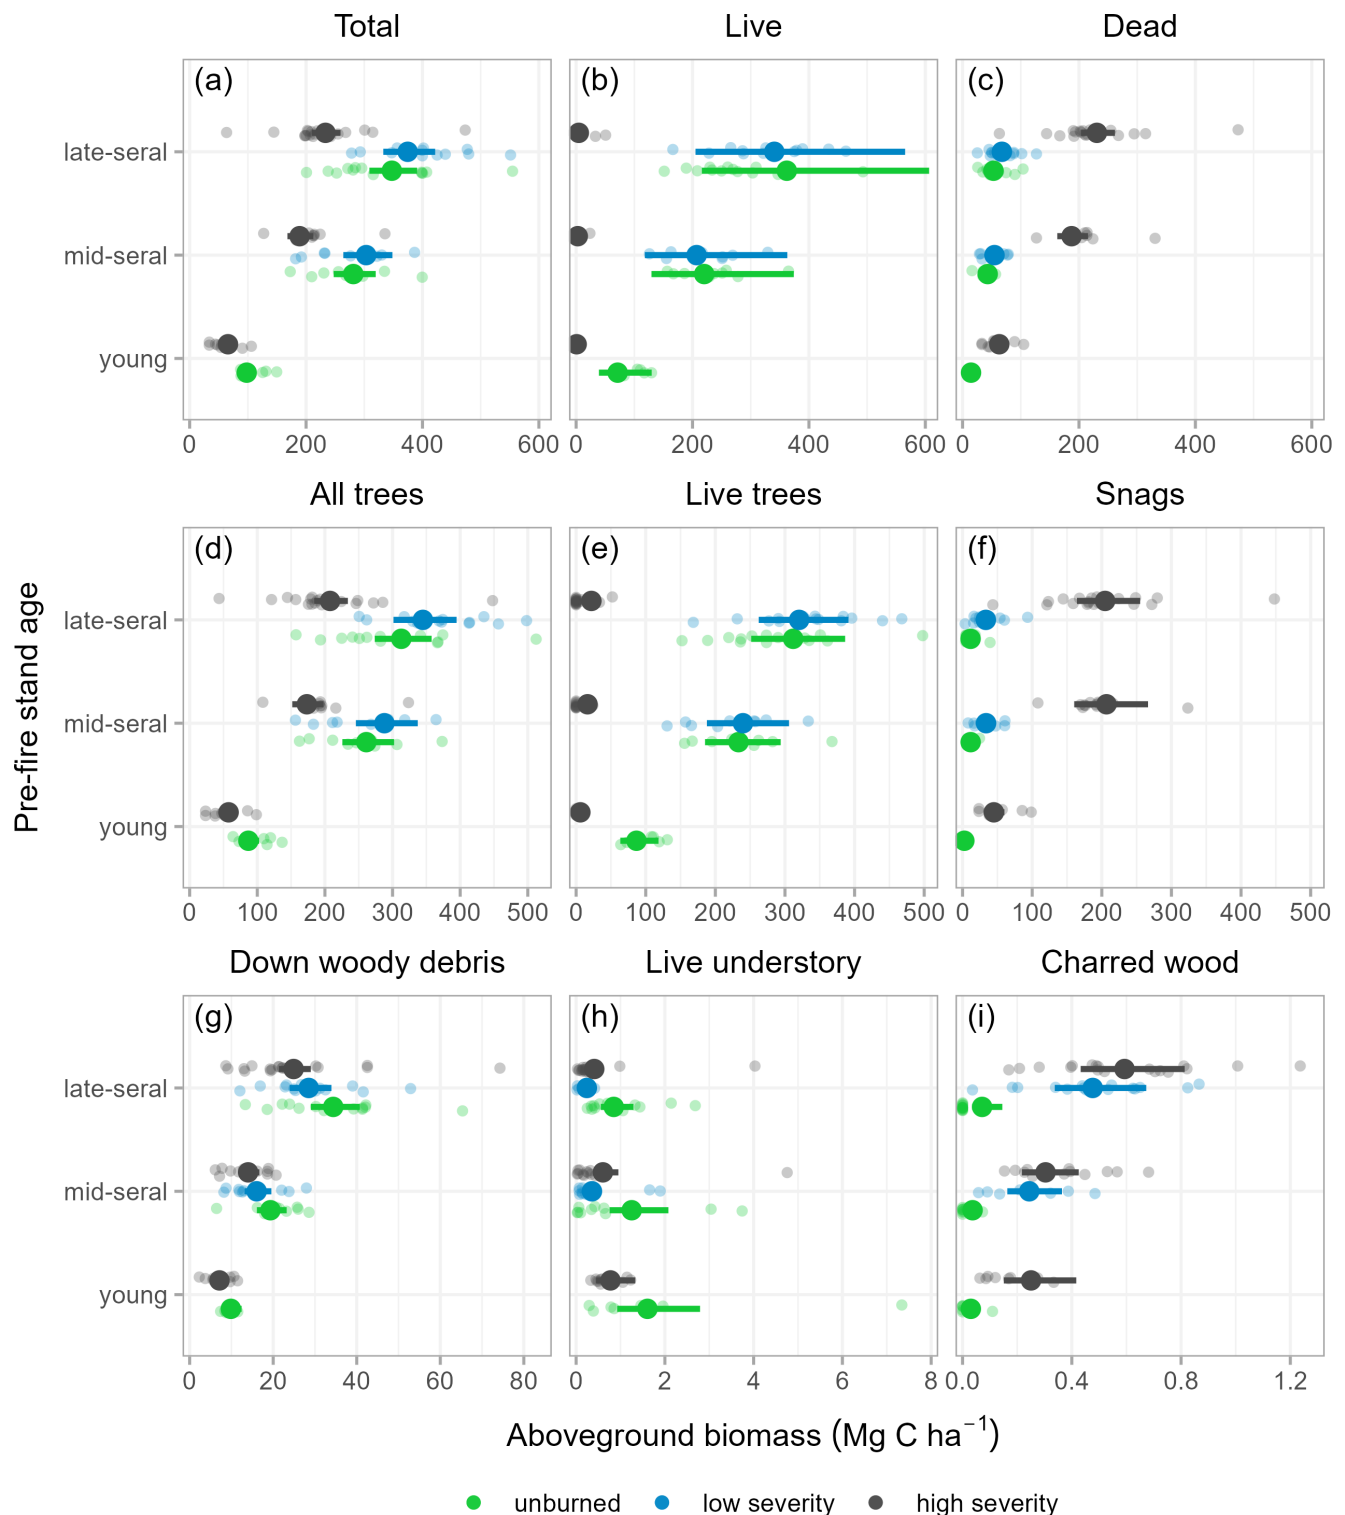 Total Live Dead
(a) (b) (c)
late-seral
mid-seral
young
0 200 400 600 0 200 400 600 0 200 400 600
All trees Live trees Snags
(d) (e) (f)
late-seral
mid-seral
young
0 100 200 300 400 500 0 100 200 300 400 500 0 100 200 300 400 500
Down woody debris Live understory Charred wood
(g) (h) (i)
late-seral
mid-seral
young
0 20 40 60 80 0 2 4 6 8 0.0 0.4 0.8 1.2
Pre-fire stand age
Aboveground biomass (Mg C ha⁻¹)
unburned low severity high severity